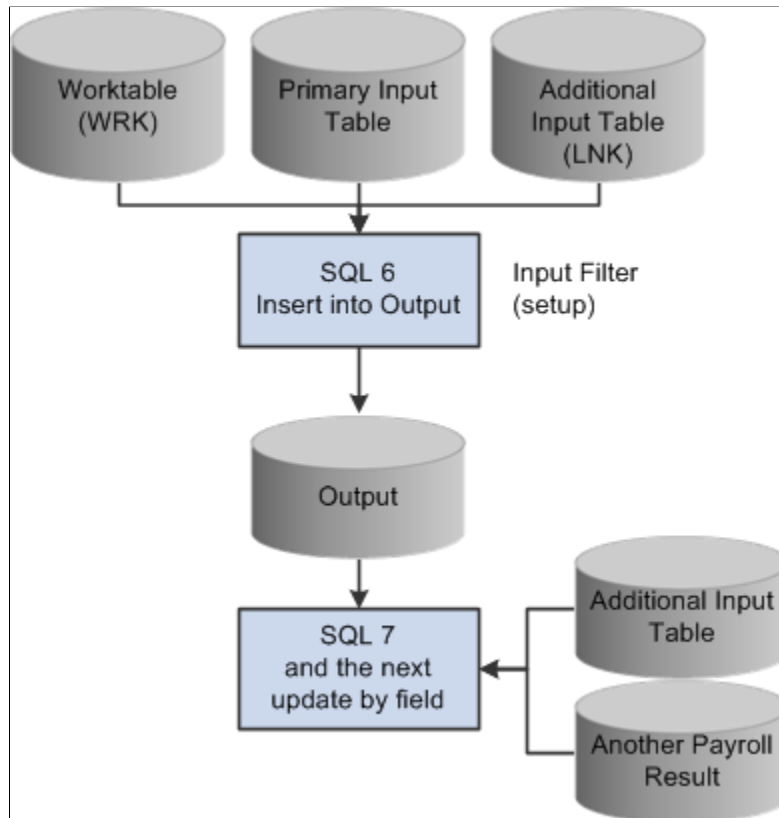 Worktable
(WRK)
Primary Input
Table
Additional
Input Table
(LNK)
SQL 6
Insert into Output
Input Filter
(setup)
Output
SQL 7
and the next
update by field
Additional Input
Table
Another Payroll
Result